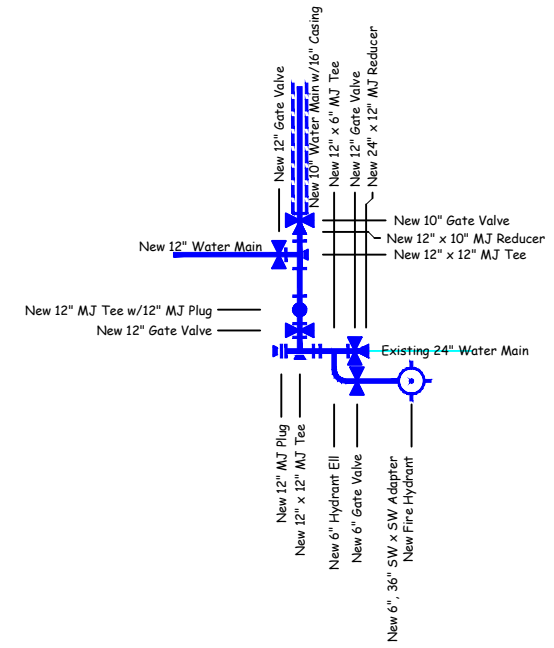 New 12" Gate Valve
New 10" Water Main w/16" Casing
New 12" x 6" MJ Tee
New 12" Gate Valve
New 24" x 12" MJ Reducer
New 10" Gate Valve
New 12" x 10" MJ Reducer
New 12" x 12" MJ Tee
New 12" Water Main
New 12" MJ Tee w/12" MJ Plug
New 12" Gate Valve
Existing 24" Water Main
New 12" MJ Plug
New 12" x 12" MJ Tee
New 6" Hydrant Ell
New 6" Gate Valve
New 6", 36" SW x SW Adapter
New Fire Hydrant